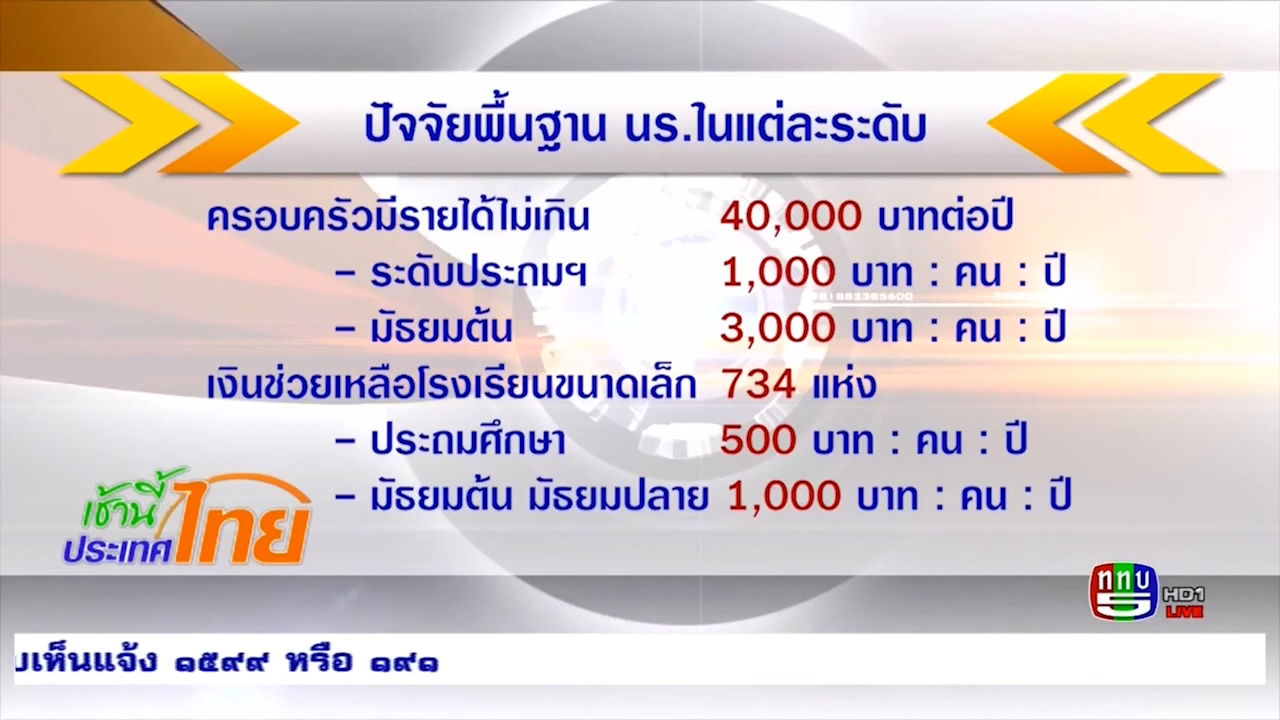 ปัจจัยพื้นฐาน นร.ในแต่ละระดับ
ครอบครัวมีรายได้ไม่เกิน 40,000 บาทต่อปี
– ระดับประถมฯ 1,000 บาท : คน : ปี
– มัธยมต้น 3,000 บาท : คน : ปี
เงินช่วยเหลือโรงเรียนขนาดเล็ก 734 แห่ง
– ประถมศึกษา 500 บาท : คน : ปี
– มัธยมต้น มัธยมปลาย 1,000 บาท : คน : ปี
เช้านี้
ประเทศไทย
ททบ
5
HD1
LIVE
เห็นแจ้ง ๑๕๙๙ หรือ ๑๙๑